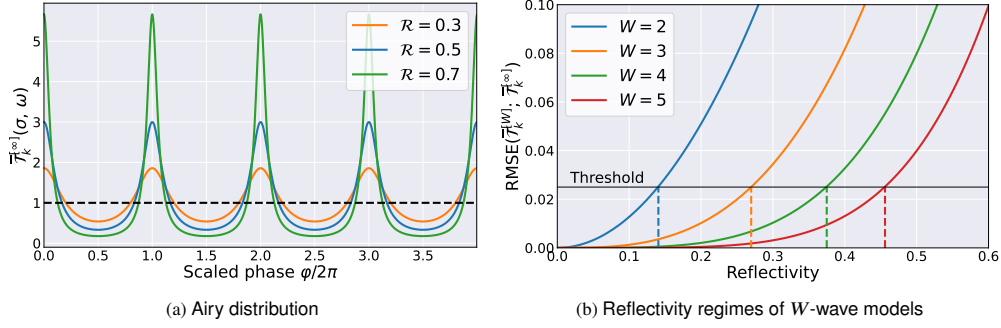 𝒯̅ₖ^[∞](σ, ω)
5
4
3
2
1
0
0.0 0.5 1.0 1.5 2.0 2.5 3.0 3.5
Scaled phase φ/2π
ℛ = 0.3
ℛ = 0.5
ℛ = 0.7
(a) Airy distribution
RMSE(𝒯̅ₖ^[W]; 𝒯̅ₖ^[∞])
0.10
0.08
0.06
0.04
0.02
0.00
0.0 0.1 0.2 0.3 0.4 0.5 0.6
Reflectivity
W = 2
W = 3
W = 4
W = 5
Threshold
(b) Reflectivity regimes of W-wave models